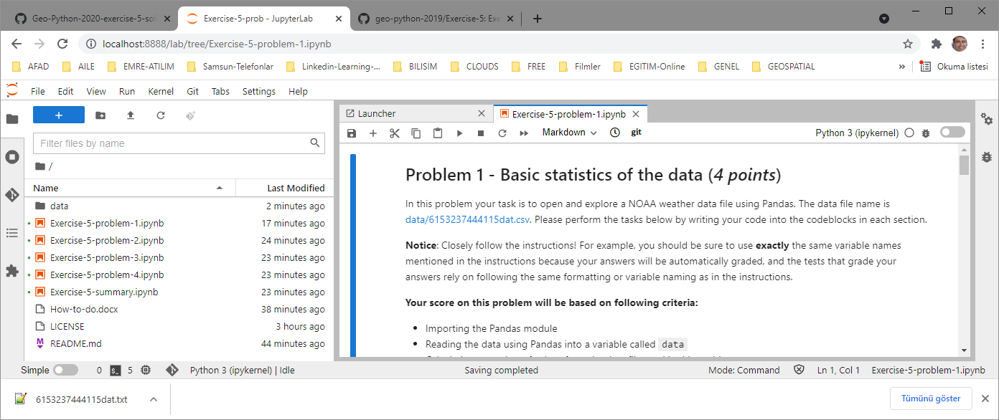 Geo-Python-2020-exercise-5-sol
Exercise-5-prob - JupyterLab
geo-python-2019/Exercise-5: Exe
localhost:8888/lab/tree/Exercise-5-problem-1.ipynb
AFAD AILE EMRE-ATILIM Samsun-Telefonlar Linkedin-Learning-... BILISIM CLOUDS FREE Filmler EGITIM-Online GENEL GEOSPATIAL » Okuma listesi
File Edit View Run Kernel Git Tabs Settings Help
Filter files by name
/
Name Last Modified
data 2 minutes ago
Exercise-5-problem-1.ipynb 17 minutes ago
Exercise-5-problem-2.ipynb 24 minutes ago
Exercise-5-problem-3.ipynb 23 minutes ago
Exercise-5-problem-4.ipynb 23 minutes ago
Exercise-5-summary.ipynb 23 minutes ago
How-to-do.docx 38 minutes ago
LICENSE 3 hours ago
README.md 44 minutes ago
Launcher Exercise-5-problem-1.ipynb
Markdown git Python 3 (ipykernel)
Problem 1 - Basic statistics of the data (4 points)
In this problem your task is to open and explore a NOAA weather data file using Pandas. The data file name is
data/6153237444115dat.csv. Please perform the tasks below by writing your code into the codeblocks in each section.
Notice: Closely follow the instructions! For example, you should be sure to use exactly the same variable names
mentioned in the instructions because your answers will be automatically graded, and the tests that grade your
answers rely on following the same formatting or variable naming as in the instructions.
Your score on this problem will be based on following criteria:
• Importing the Pandas module
• Reading the data using Pandas into a variable called data
Simple 0 5 Python 3 (ipykernel) | Idle Saving completed Mode: Command Ln 1, Col 1 Exercise-5-problem-1.ipynb
6153237444115dat.txt Tümünü göster